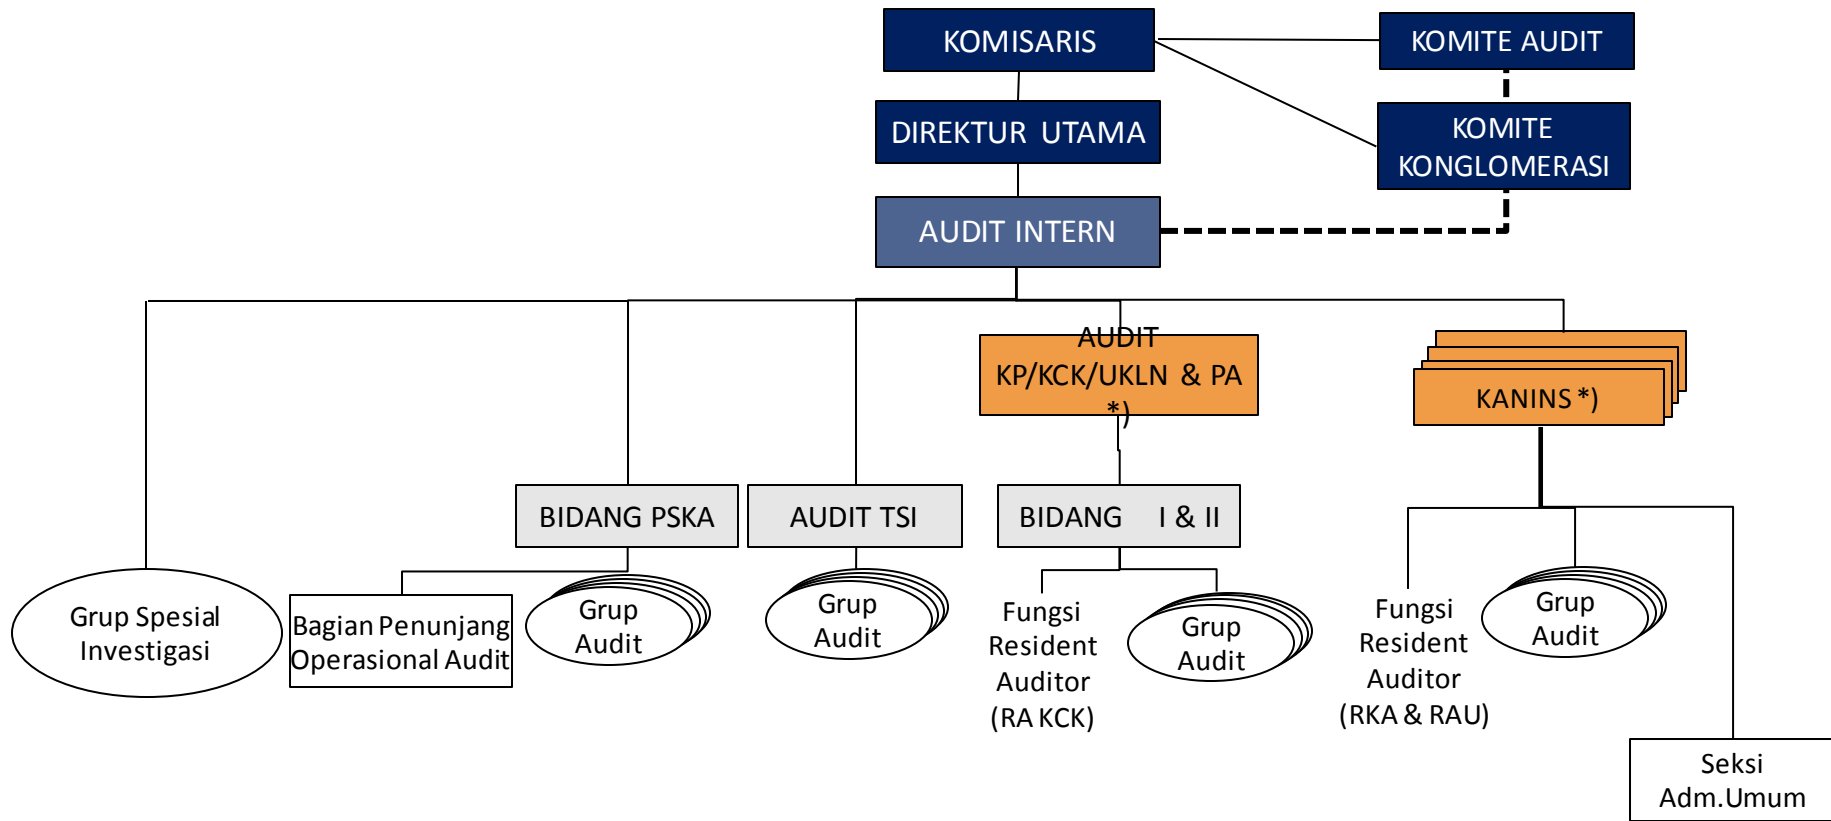 KOMISARIS
KOMITE AUDIT
DIREKTUR UTAMA
KOMITE
KONGLOMERASI
AUDIT INTERN
AUDIT
KP/KCK/UKLN & PA
*)
KANINS *)
BIDANG PSKA
AUDIT TSI
BIDANG I & II
Grup Spesial
Investigasi
Bagian Penunjang
Operasional Audit
Grup
Audit
Grup
Audit
Fungsi
Resident
Auditor
(RA KCK)
Grup
Audit
Fungsi
Resident
Auditor
(RKA & RAU)
Grup
Audit
Seksi
Adm.Umum